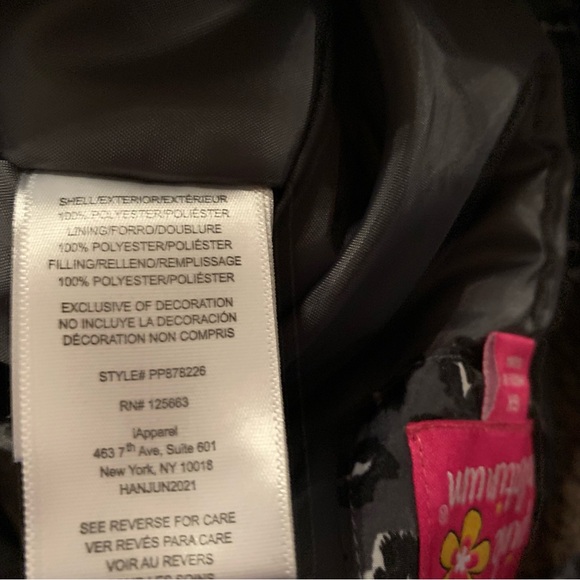 SHELL/EXTERIOR/EXTÉRIEUR
100% POLYESTER/POLIÉSTER
LINING/FORRO/DOUBLURE
100% POLYESTER/POLIÉSTER
FILLING/RELLENO/REMPLISSAGE
100% POLYESTER/POLIÉSTER
EXCLUSIVE OF DECORATION
NO INCLUYE LA DECORACIÓN
DÉCORATION NON COMPRIS
STYLE# PP878226
RN# 125663
IApparel
463 7th Ave, Suite 601
New York, NY 10018
HANJUN2021
SEE REVERSE FOR CARE
VER REVÉS PARA CARE
VOIR AU REVERS